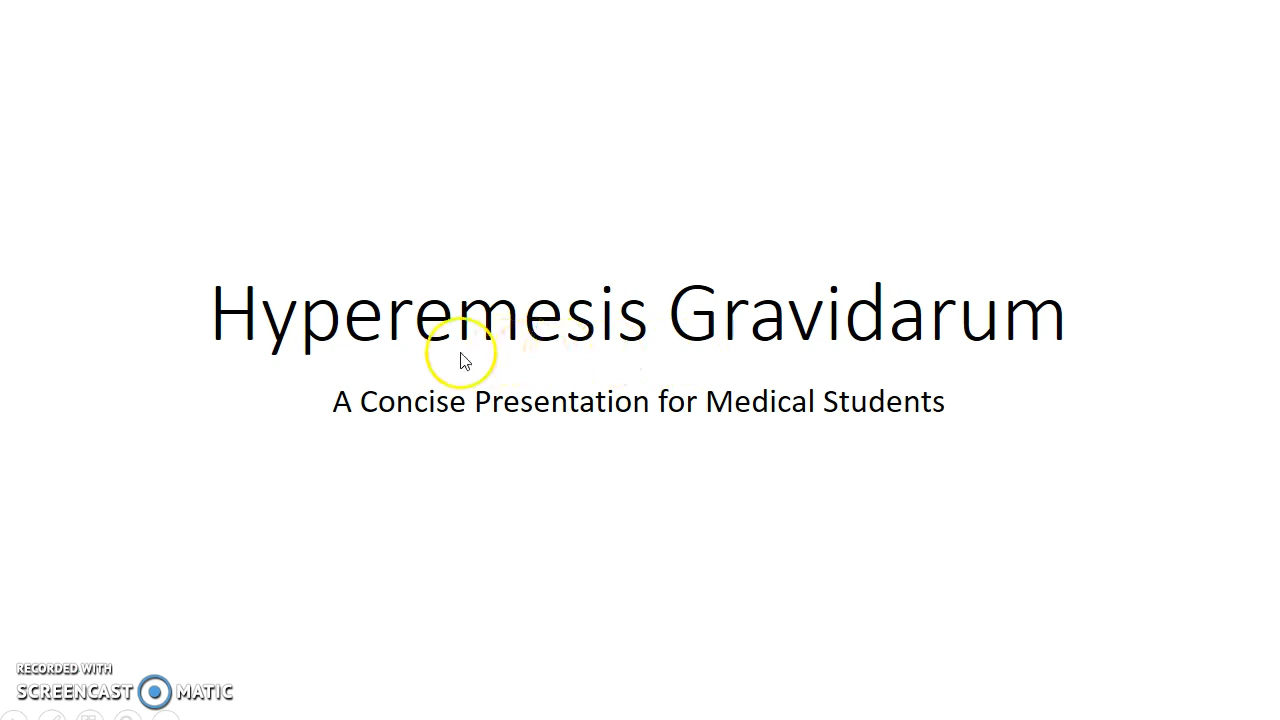 Hyperemesis Gravidarum
A Concise Presentation for Medical Students
RECORDED WITH
SCREENCAST MATIC